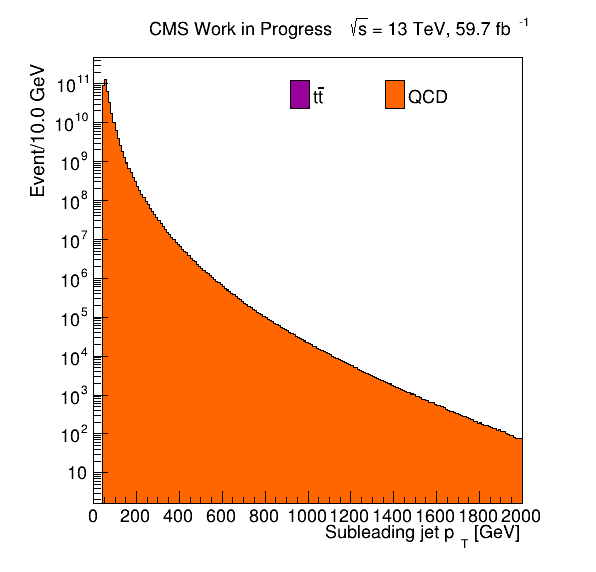 CMS Work in Progress √s = 13 TeV, 59.7 fb⁻¹
Event/10.0 GeV
tt̄
QCD
10¹¹
10¹⁰
10⁹
10⁸
10⁷
10⁶
10⁵
10⁴
10³
10²
10
0 200 400 600 800 1000 1200 1400 1600 1800 2000
Subleading jet p_T [GeV]